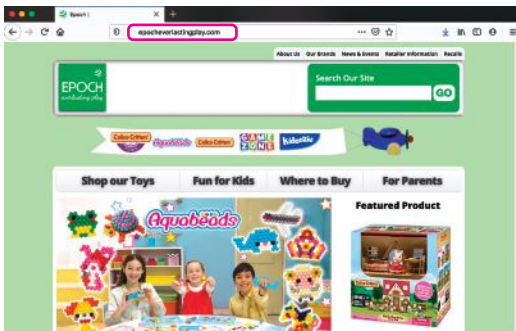 Epoch |
epocheverlastingplay.com
About Us Our Brands News & Events Retailer Information Recalls
EPOCH
everlasting play
Search Our Site
GO
Calico Critters Aquabeads Calico Critters GAME ZONE Kidoozie
Shop our Toys Fun for Kids Where to Buy For Parents
Aquabeads
Featured Product
Calico Critters